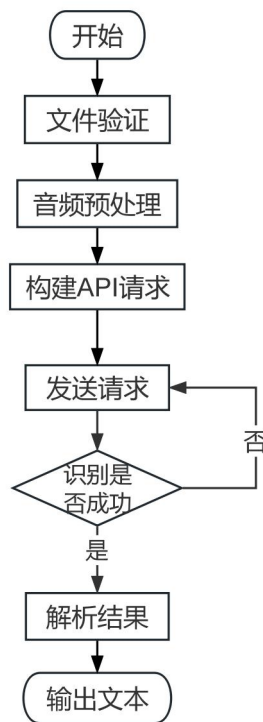 开始
文件验证
音频预处理
构建API请求
发送请求
识别是
否成功
否
是
解析结果
输出文本